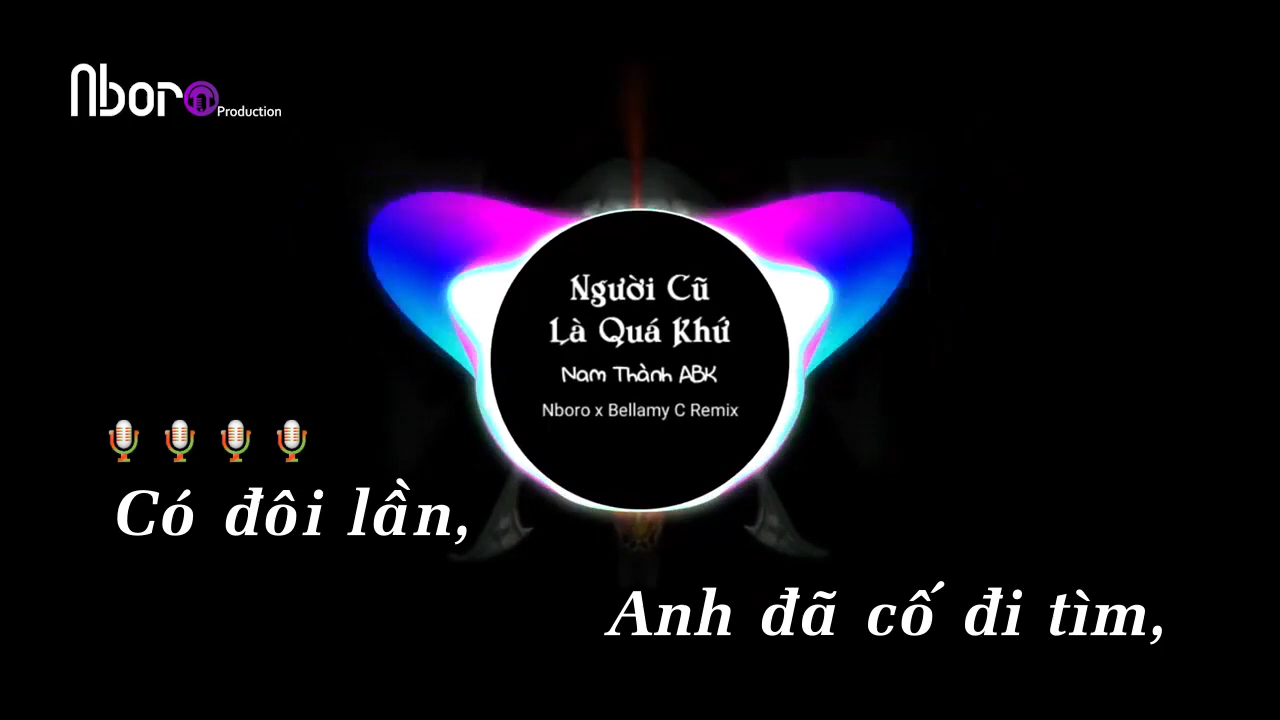 Nboro Production
Người Cũ
Là Quá Khứ
Nam Thành ABK
Nboro x Bellamy C Remix
Có đôi lần,
Anh đã cố đi tìm,